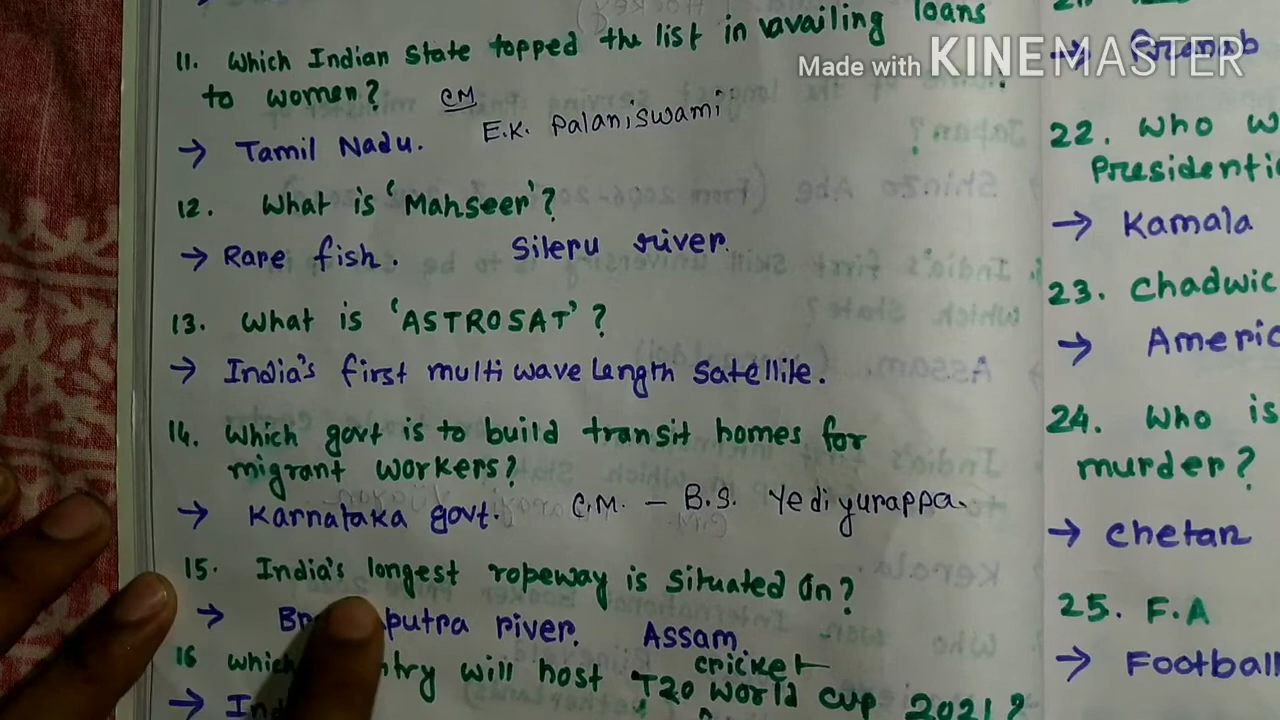 11. Which Indian state topped the list in availing loans
to women? CM
E.K. Palaniswami
→ Tamil Nadu.
12. What is 'Mahseer'?
→ Rare fish. Sileru river.
13. What is 'ASTROSAT'?
→ India's first multi wave length satellite.
14. Which govt is to build transit homes for
migrant workers?
→ Karnataka govt. C.M. - B.S. Yediyurappa.
15. India's longest ropeway is situated on?
→ putra river. Assam.
cricket
16 will host T20 world cup 2021?
→
Made with KINEMASTER
→ Pranab
22. Who
Presidenti
→ Kamala
23. Chadwic
→ Americ
24. Who is
murder?
→ Chetan
25. F.A
→ Football